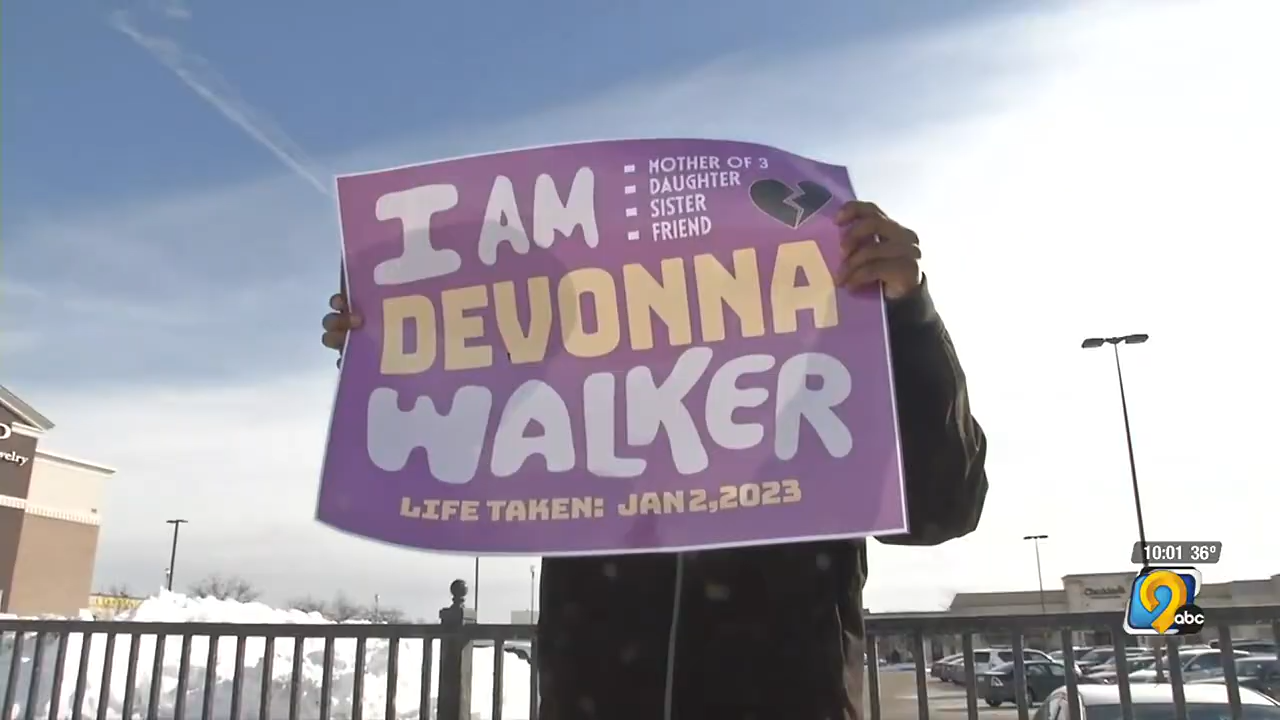 I AM
MOTHER OF 3
DAUGHTER
SISTER
FRIEND
DEVONNA
WALKER
LIFE TAKEN: JAN 2, 2023
10:01 36°
9
abc